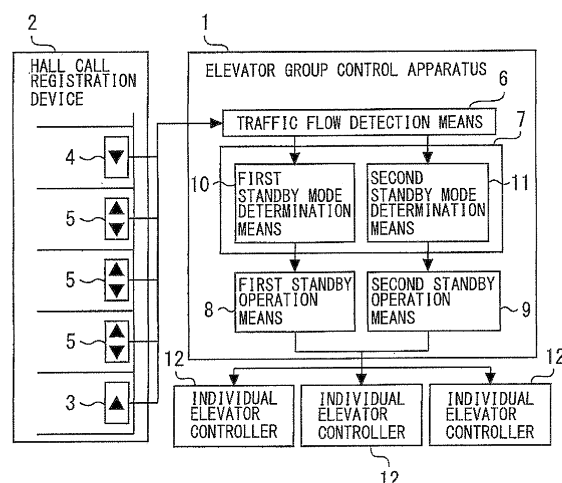 2
HALL CALL
REGISTRATION
DEVICE
4
5
5
5
3
1
ELEVATOR GROUP CONTROL APPARATUS
6
TRAFFIC FLOW DETECTION MEANS
7
10
FIRST
STANDBY MODE
DETERMINATION
MEANS
SECOND
STANDBY MODE
DETERMINATION
MEANS
11
8
FIRST STANDBY
OPERATION
MEANS
SECOND STANDBY
OPERATION
MEANS
9
12
INDIVIDUAL
ELEVATOR
CONTROLLER
INDIVIDUAL
ELEVATOR
CONTROLLER
12
12
INDIVIDUAL
ELEVATOR
CONTROLLER